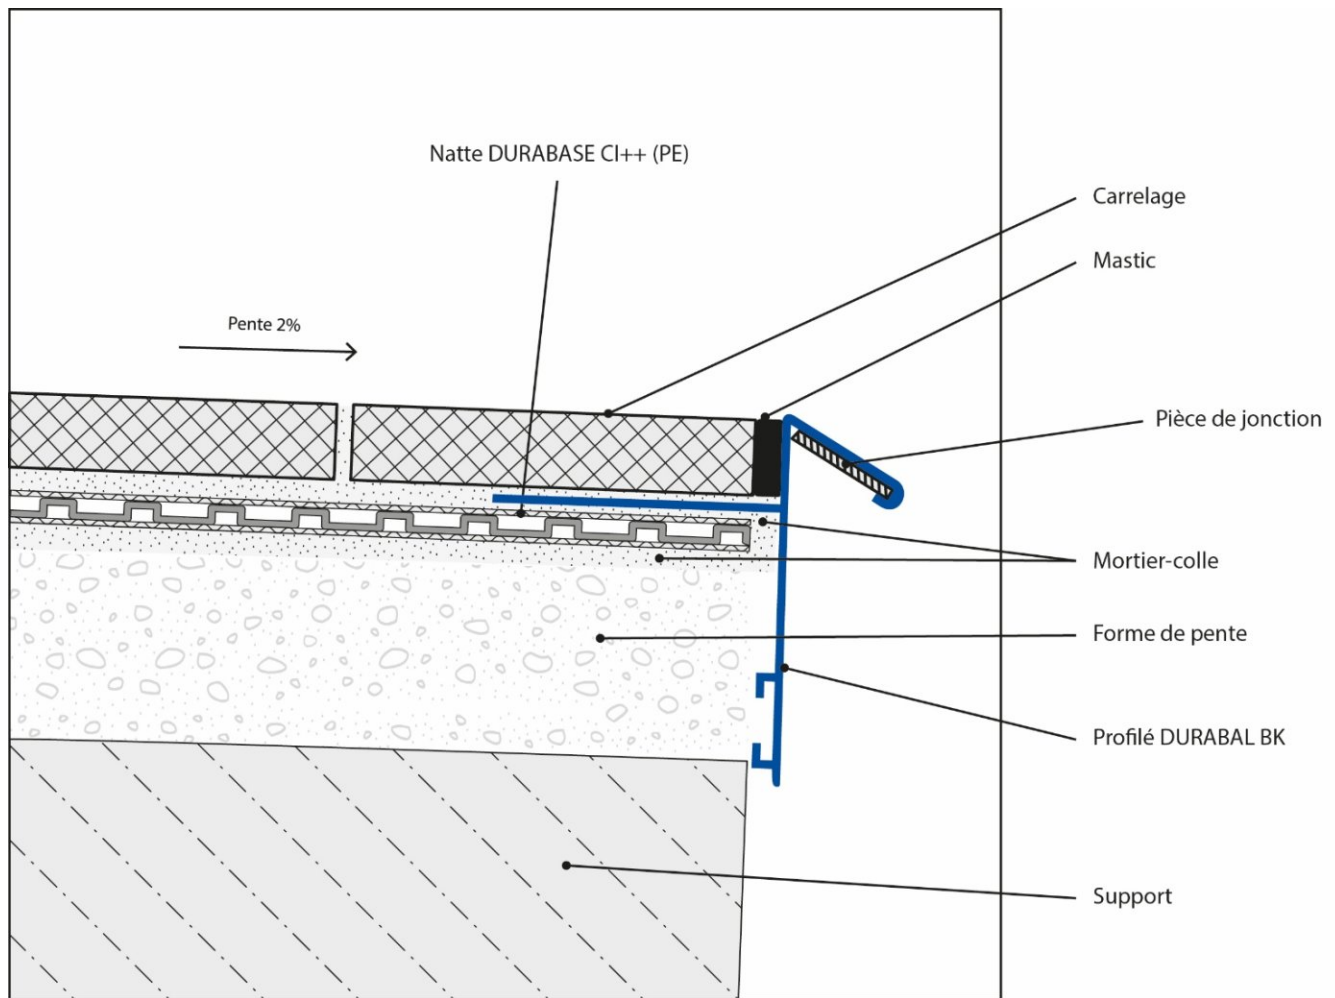 Natte DURABASE CI++ (PE)
Carrelage
Mastic
Pente 2%
Pièce de jonction
Mortier-colle
Forme de pente
Profilé DURABAL BK
Support